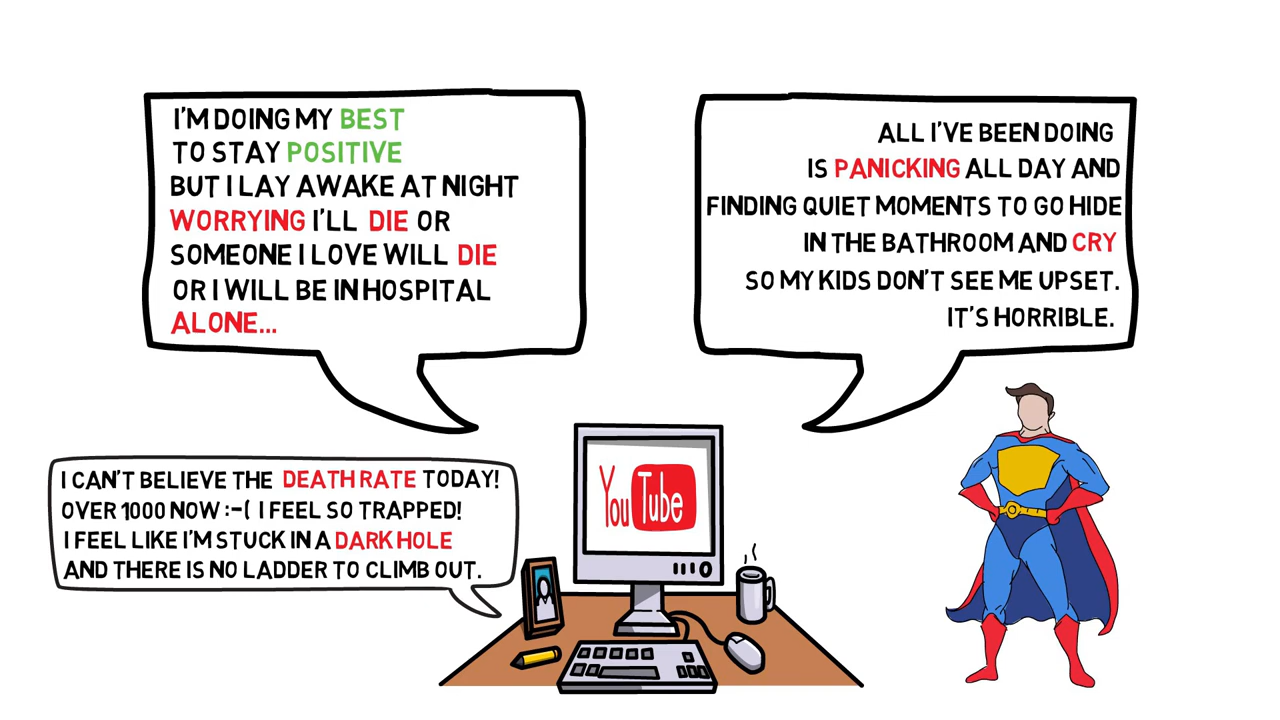 I'M DOING MY BEST
TO STAY POSITIVE
BUT I LAY AWAKE AT NIGHT
WORRYING I'LL DIE OR
SOMEONE I LOVE WILL DIE
OR I WILL BE IN HOSPITAL
ALONE...
ALL I'VE BEEN DOING
IS PANICKING ALL DAY AND
FINDING QUIET MOMENTS TO GO HIDE
IN THE BATHROOM AND CRY
SO MY KIDS DON'T SEE ME UPSET.
IT'S HORRIBLE.
I CAN'T BELIEVE THE DEATH RATE TODAY!
OVER 1000 NOW :-( I FEEL SO TRAPPED!
I FEEL LIKE I'M STUCK IN A DARK HOLE
AND THERE IS NO LADDER TO CLIMB OUT.
YouTube